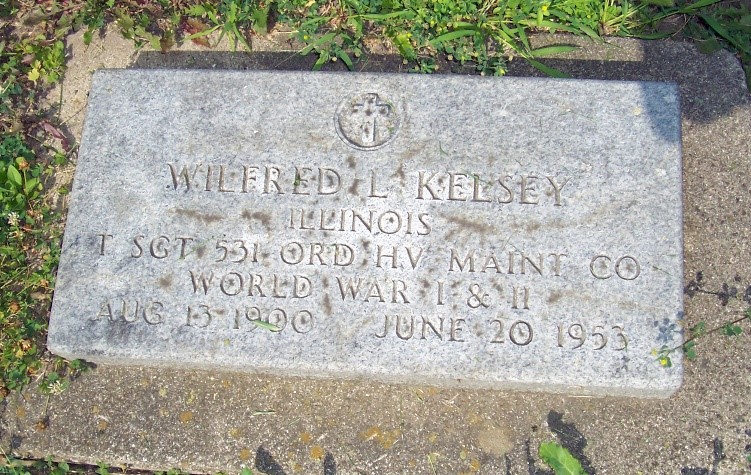 WILFRED L KELSEY
ILLINOIS
T SGT 531 ORD HV MAINT CO
WORLD WAR I & II
AUG 13 1900 JUNE 20 1953